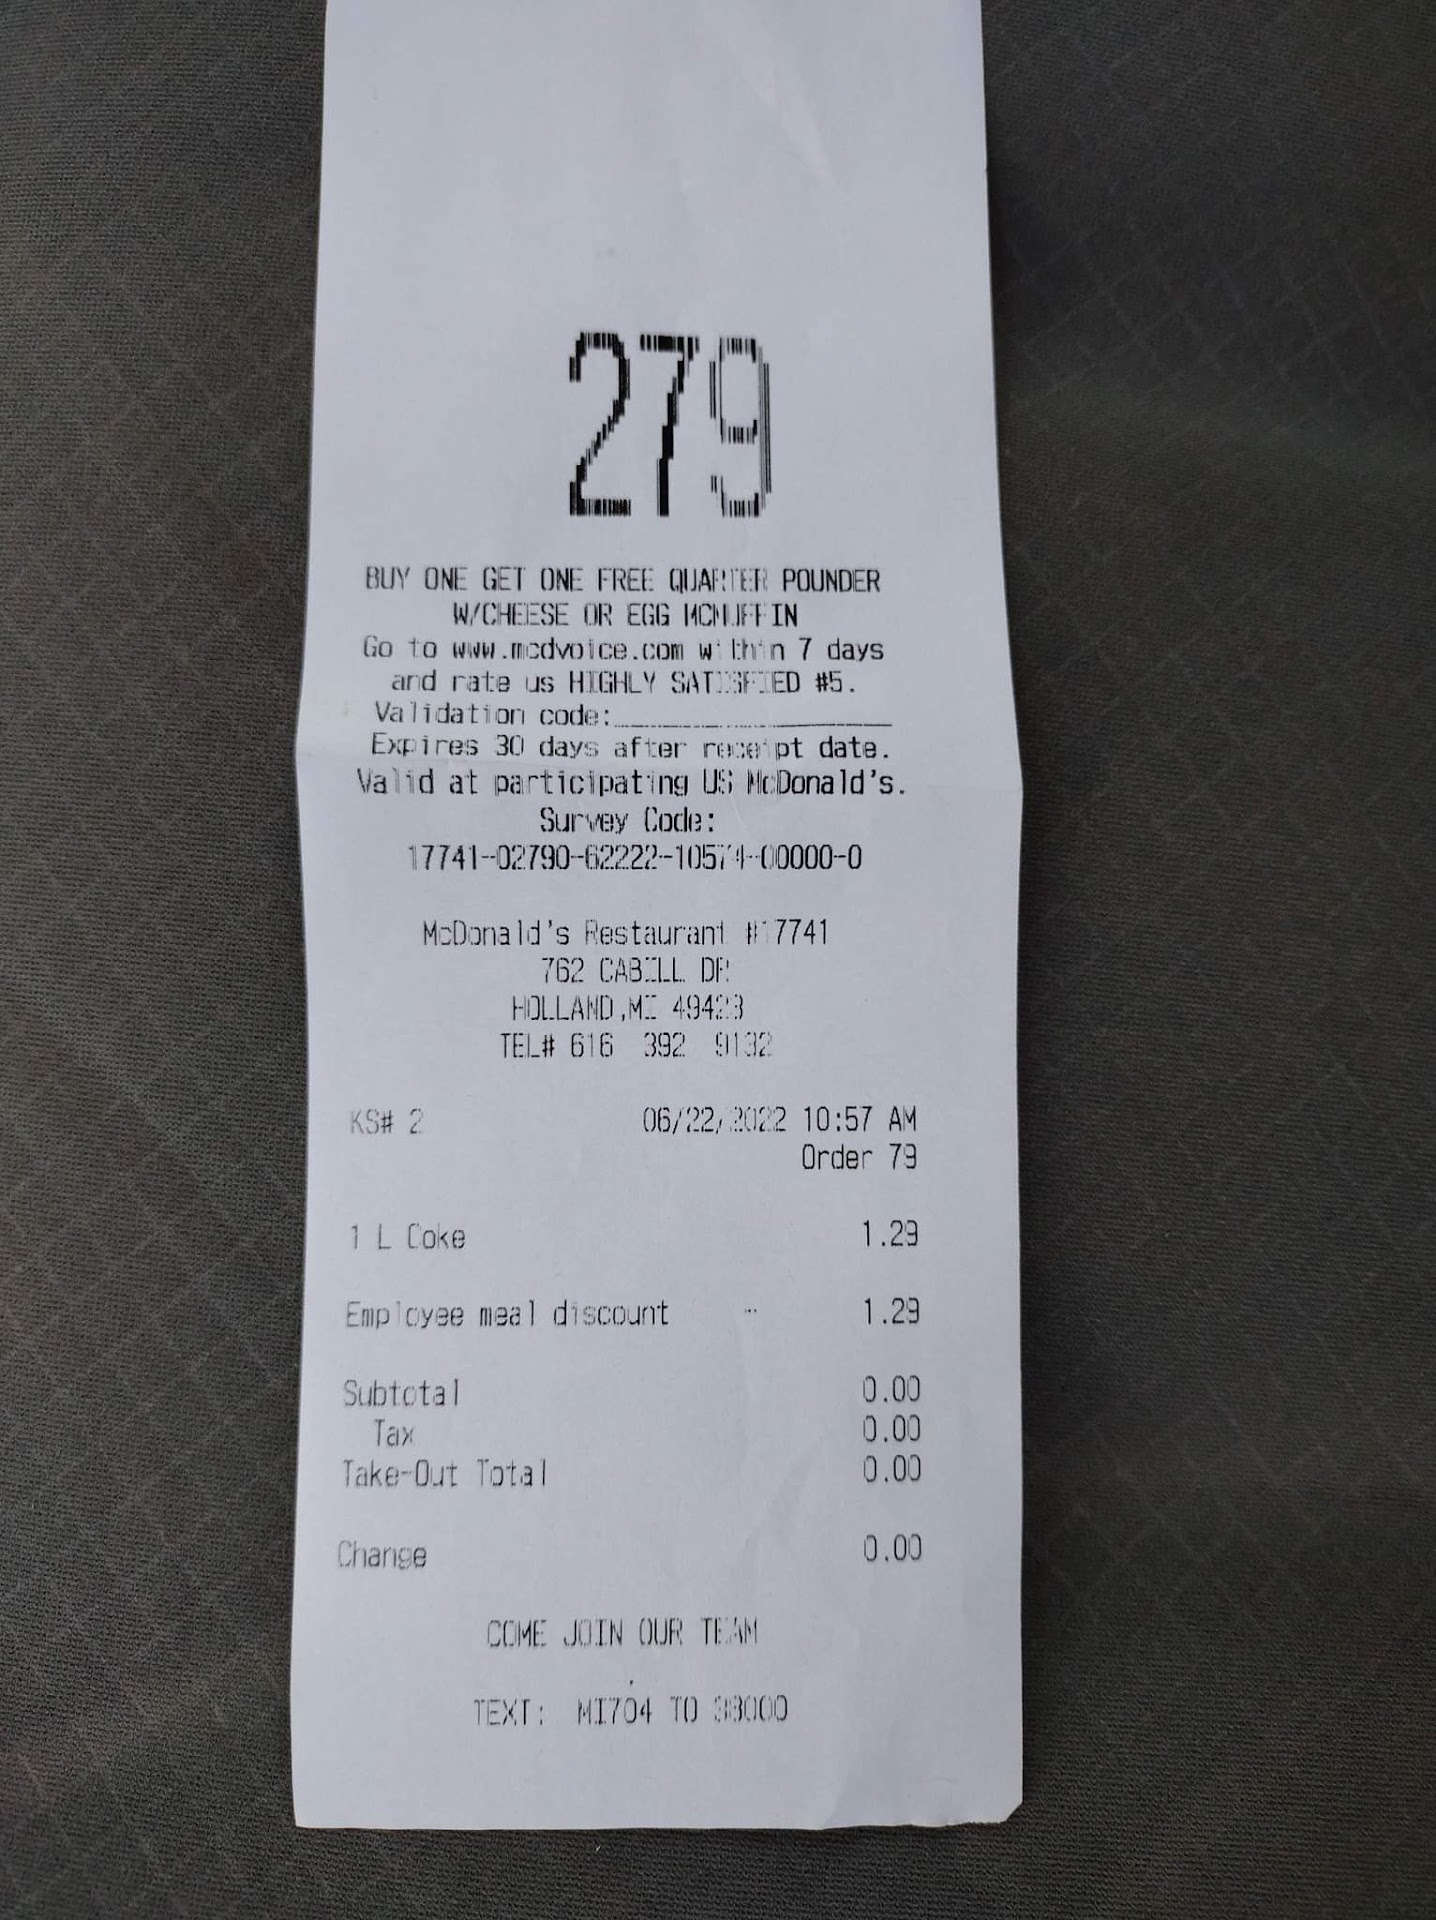 279
BUY ONE GET ONE FREE QUARTER POUNDER
W/CHEESE OR EGG MCMUFFIN
Go to www.mcdvoice.com within 7 days
and rate us HIGHLY SATISFIED #5.
Validation code:
Expires 30 days after receipt date.
Valid at participating US McDonald's.
Survey Code:
17741-02790-62222-10574-00000-0
McDonald's Restaurant #17741
762 CABILL DR
HOLLAND,MI 49423
TEL# 616 392 9132
KS# 2 06/22/2022 10:57 AM
Order 79
1 L Coke 1.29
Employee meal discount - 1.29
Subtotal 0.00
Tax 0.00
Take-Out Total 0.00
Change 0.00
COME JOIN OUR TEAM
TEXT: MI704 TO